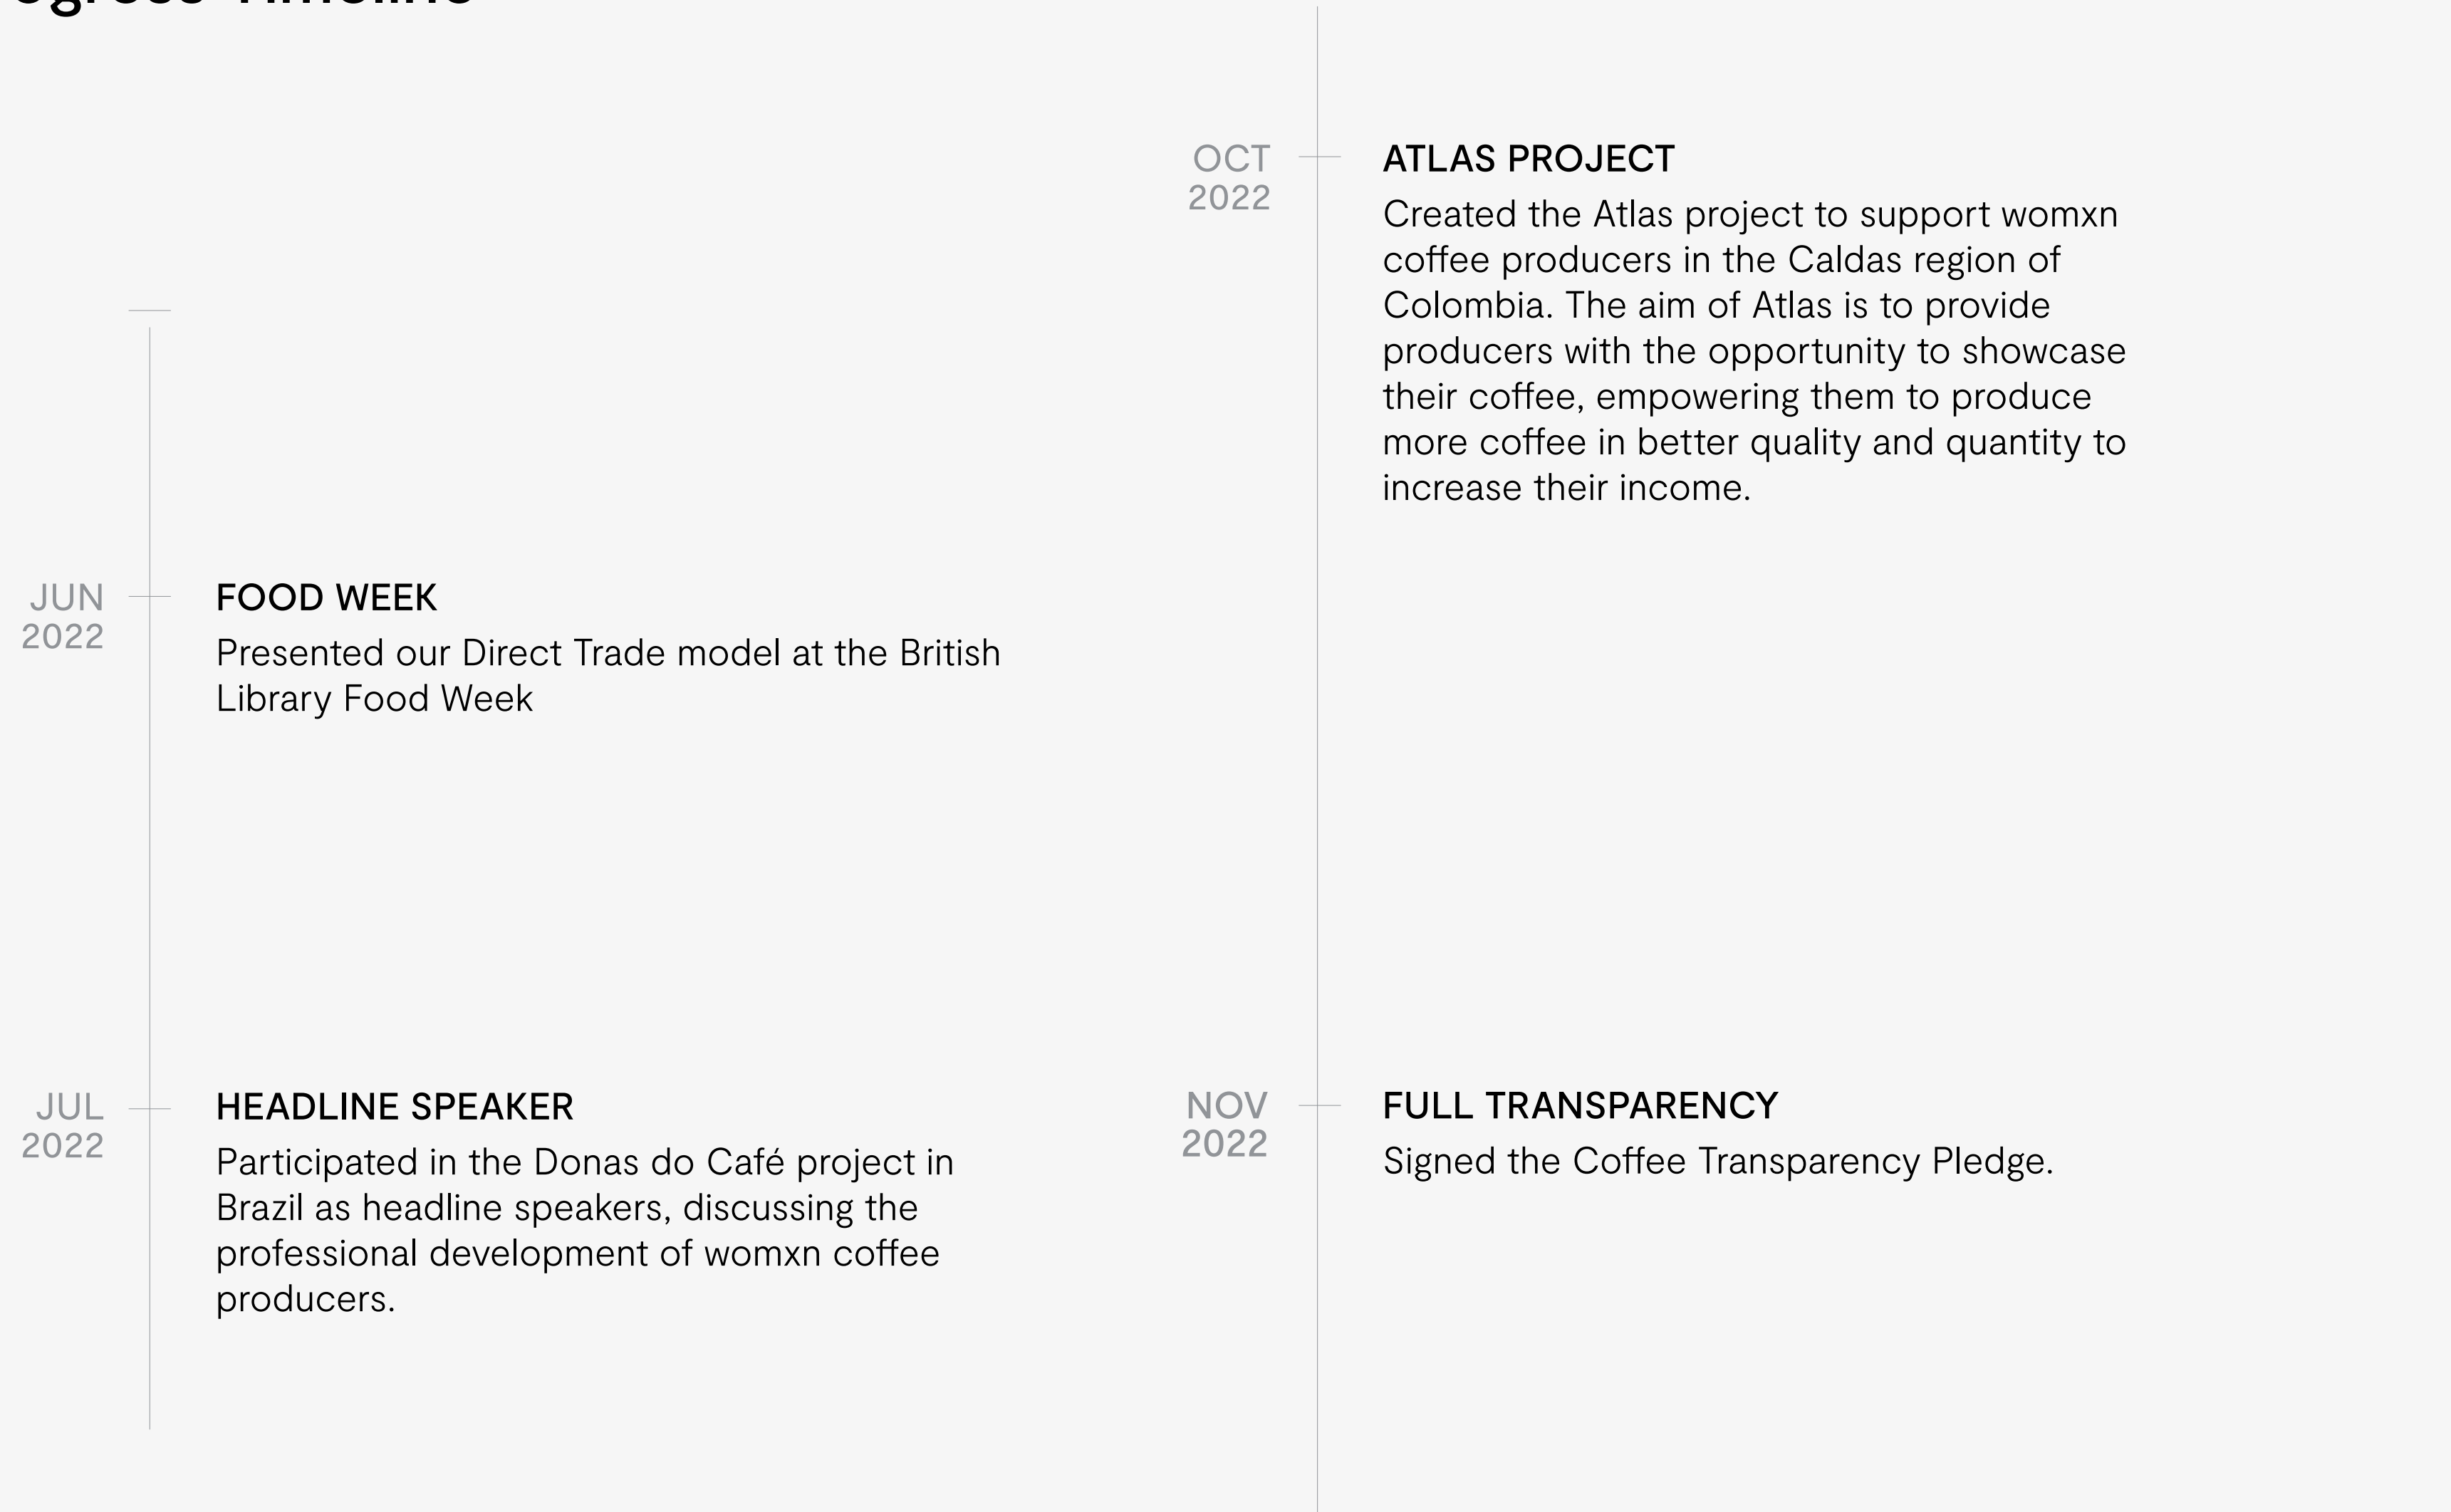 JUN
2022
FOOD WEEK
Presented our Direct Trade model at the British
Library Food Week
JUL
2022
HEADLINE SPEAKER
Participated in the Donas do Café project in
Brazil as headline speakers, discussing the
professional development of womxn coffee
producers.
OCT
2022
ATLAS PROJECT
Created the Atlas project to support womxn
coffee producers in the Caldas region of
Colombia. The aim of Atlas is to provide
producers with the opportunity to showcase
their coffee, empowering them to produce
more coffee in better quality and quantity to
increase their income.
NOV
2022
FULL TRANSPARENCY
Signed the Coffee Transparency Pledge.